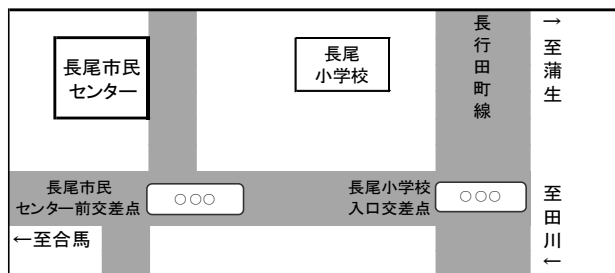 長尾市民
センター
長尾
小学校
長行田町線
→至蒲生
長尾市民
センター前交差点
○○○
長尾小学校
入口交差点
○○○
←至合馬
至田川←